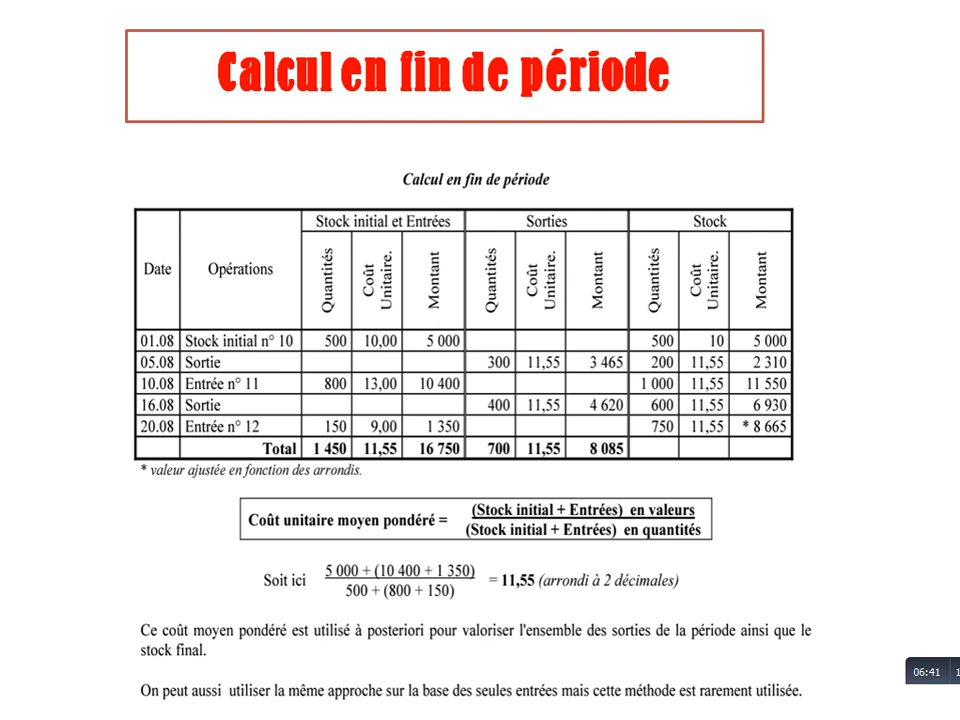 Calcul en fin de période
Calcul en fin de période
Stock initial et Entrées Sorties Stock
Date Opérations Quantités Coût Unitaire. Montant Quantités Coût Unitaire. Montant Quantités Coût Unitaire. Montant
01.08 Stock initial n° 10 500 10,00 5 000 500 10 5 000
05.08 Sortie 300 11,55 3 465 200 11,55 2 310
10.08 Entrée n° 11 800 13,00 10 400 1 000 11,55 11 550
16.08 Sortie 400 11,55 4 620 600 11,55 6 930
20.08 Entrée n° 12 150 9,00 1 350 750 11,55 * 8 665
Total 1 450 11,55 16 750 700 11,55 8 085
* valeur ajustée en fonction des arrondis.
Coût unitaire moyen pondéré = (Stock initial + Entrées) en valeurs
(Stock initial + Entrées) en quantités
Soit ici 5 000 + (10 400 + 1 350) = 11,55 (arrondi à 2 décimales)
500 + (800 + 150)
Ce coût moyen pondéré est utilisé à posteriori pour valoriser l'ensemble des sorties de la période ainsi que le
stock final.
06:41
On peut aussi utiliser la même approche sur la base des seules entrées mais cette méthode est rarement utilisée.